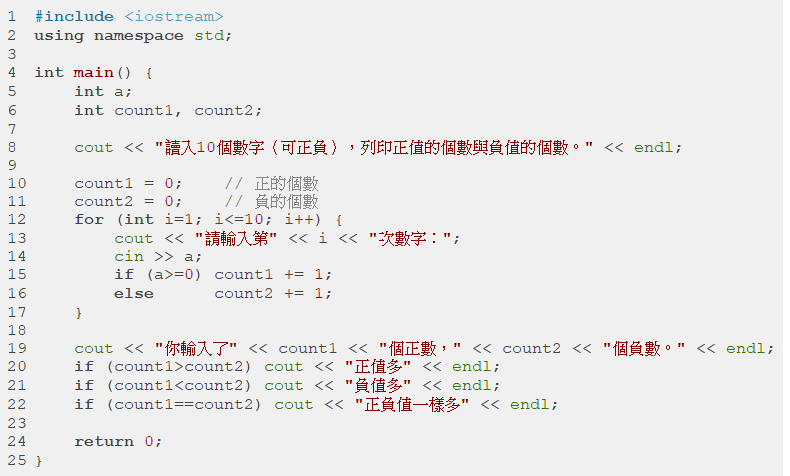 1 #include <iostream>
2 using namespace std;
3
4 int main() {
5     int a;
6     int count1, count2;
7
8     cout << "讀入10個數字（可正負），列印正值的個數與負值的個數。" << endl;
9
10     count1 = 0;    // 正的個數
11     count2 = 0;    // 負的個數
12     for (int i=1; i<=10; i++) {
13         cout << "請輸入第" << i << "次數字：";
14         cin >> a;
15         if (a>=0) count1 += 1;
16         else      count2 += 1;
17     }
18
19     cout << "你輸入了" << count1 << "個正數，" << count2 << "個負數。" << endl;
20     if (count1>count2) cout << "正值多" << endl;
21     if (count1<count2) cout << "負值多" << endl;
22     if (count1==count2) cout << "正負值一樣多" << endl;
23
24     return 0;
25 }